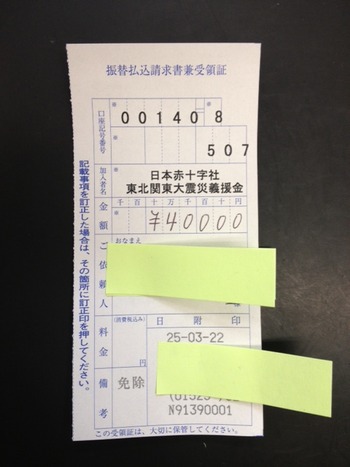 振替払込請求書兼受領証
口座記号番号
001408
507
加入者名
日本赤十字社
東北関東大震災義援金
金額
千百十万千百十円
¥40000
ご依頼人
おなまえ
料金
(消費税込み)
円
日附印
25-03-22
備考
免除
N91390001
記載事項を訂正した場合は、その箇所に訂正印を押してください。
この受領証は、大切に保管してください。